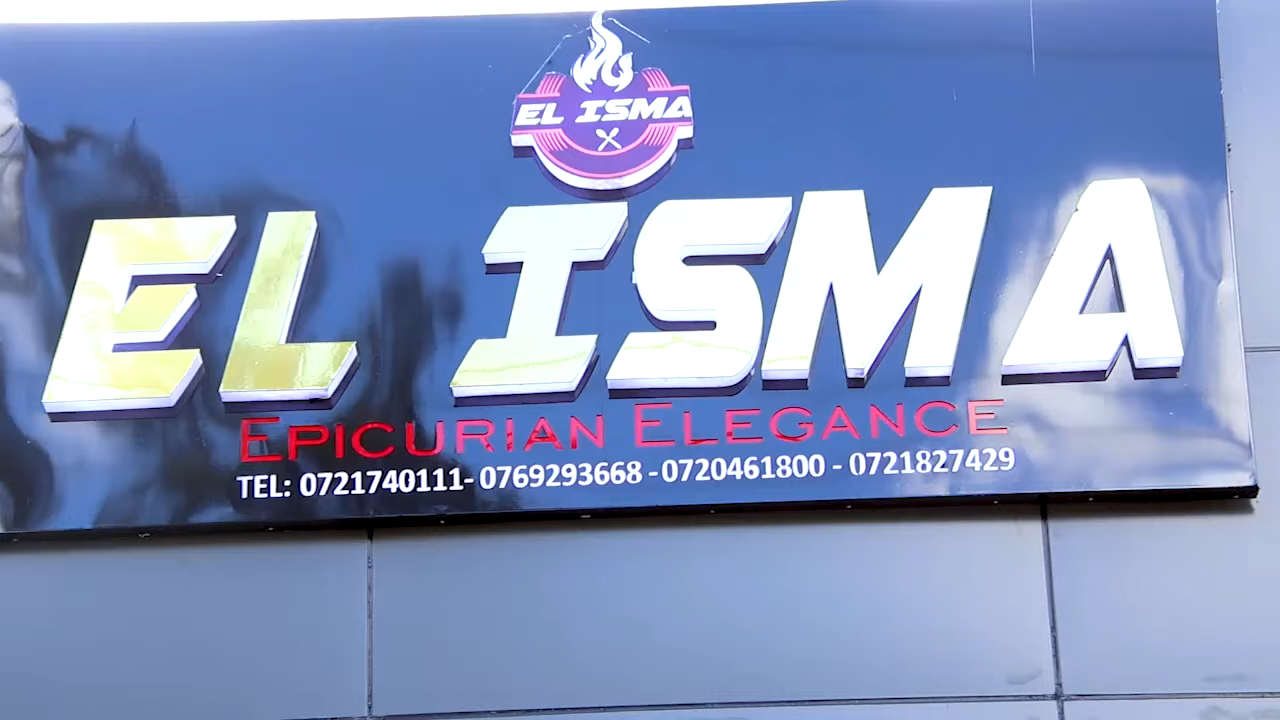 EL ISMA
EL ISMA
EPICURIAN ELEGANCE
TEL: 0721740111- 0769293668 - 0720461800 - 0721827429